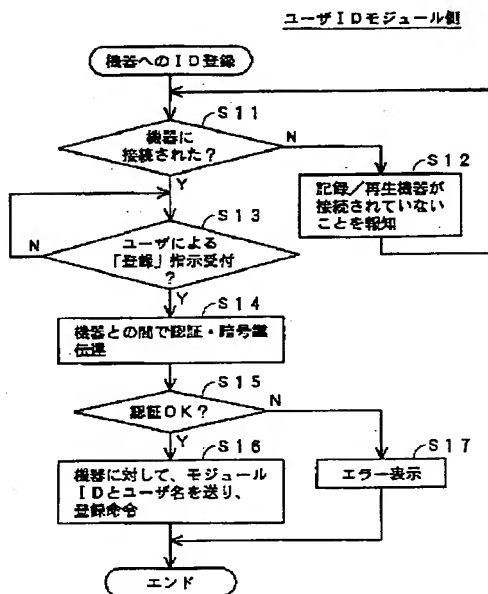 ユーザIDモジュール側
機器へのID登録
S11
機器に
接続された？
N
Y
S12
記録／再生機器が
接続されていない
ことを報知
S13
ユーザによる
「登録」指示受付
？
N
Y
S14
機器との間で認証・暗号鍵
伝達
S15
認証OK？
N
Y
S16
機器に対して、モジュール
IDとユーザ名を送り、
登録命令
S17
エラー表示
エンド